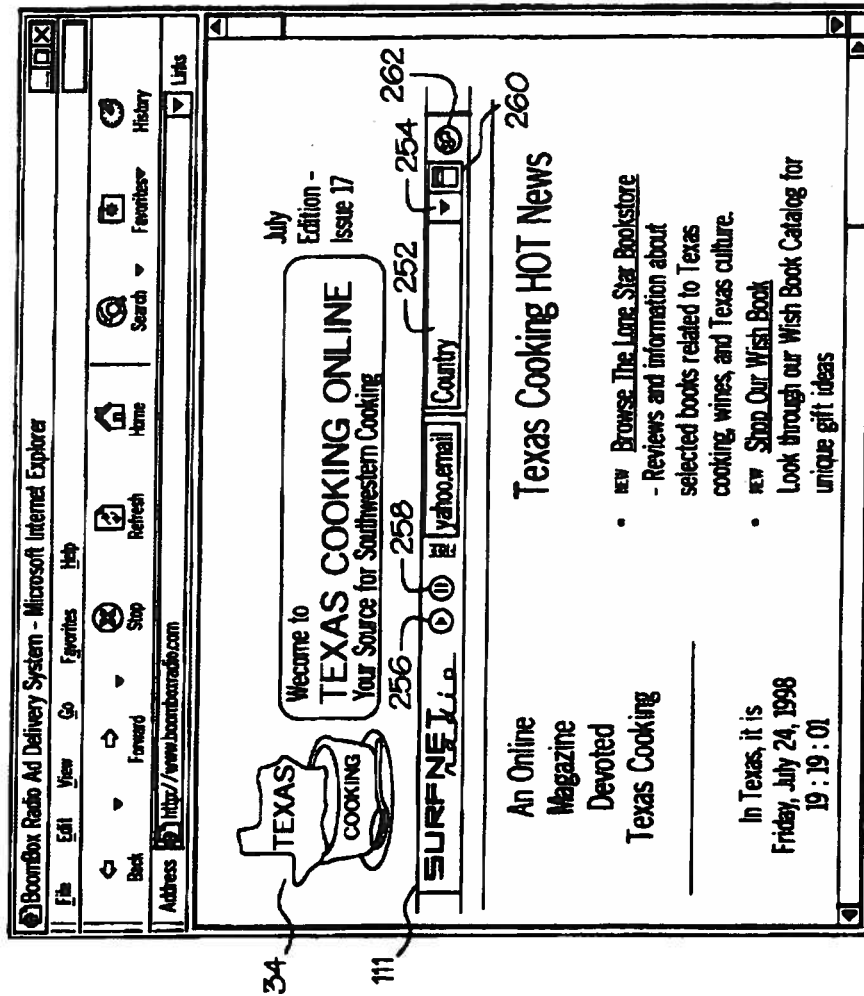 BoomBox Radio Ad Delivery System - Microsoft Internet Explorer
File Edit View Go Favorites Help
Back Forward Stop Refresh Home Search Favorites History
Address http://www.boomboxradio.com Links
34
TEXAS
COOKING
Wecome to
TEXAS COOKING ONLINE
Your Source for Southwestern Cooking
July
Edition -
Issue 17
111
256
258
252
254
262
260
SURFNET
radio
yahoo.email
Country
An Online
Magazine
Devoted
Texas Cooking
In Texas, it is
Friday, July 24, 1998
19 : 19 : 01
Texas Cooking HOT News
• NEW Browse The Lone Star Bookstore
- Reviews and information about
selected books related to Texas
cooking, wines, and Texas culture.
• NEW Shop Our Wish Book
Look through our Wish Book Catalog for
unique gift ideas